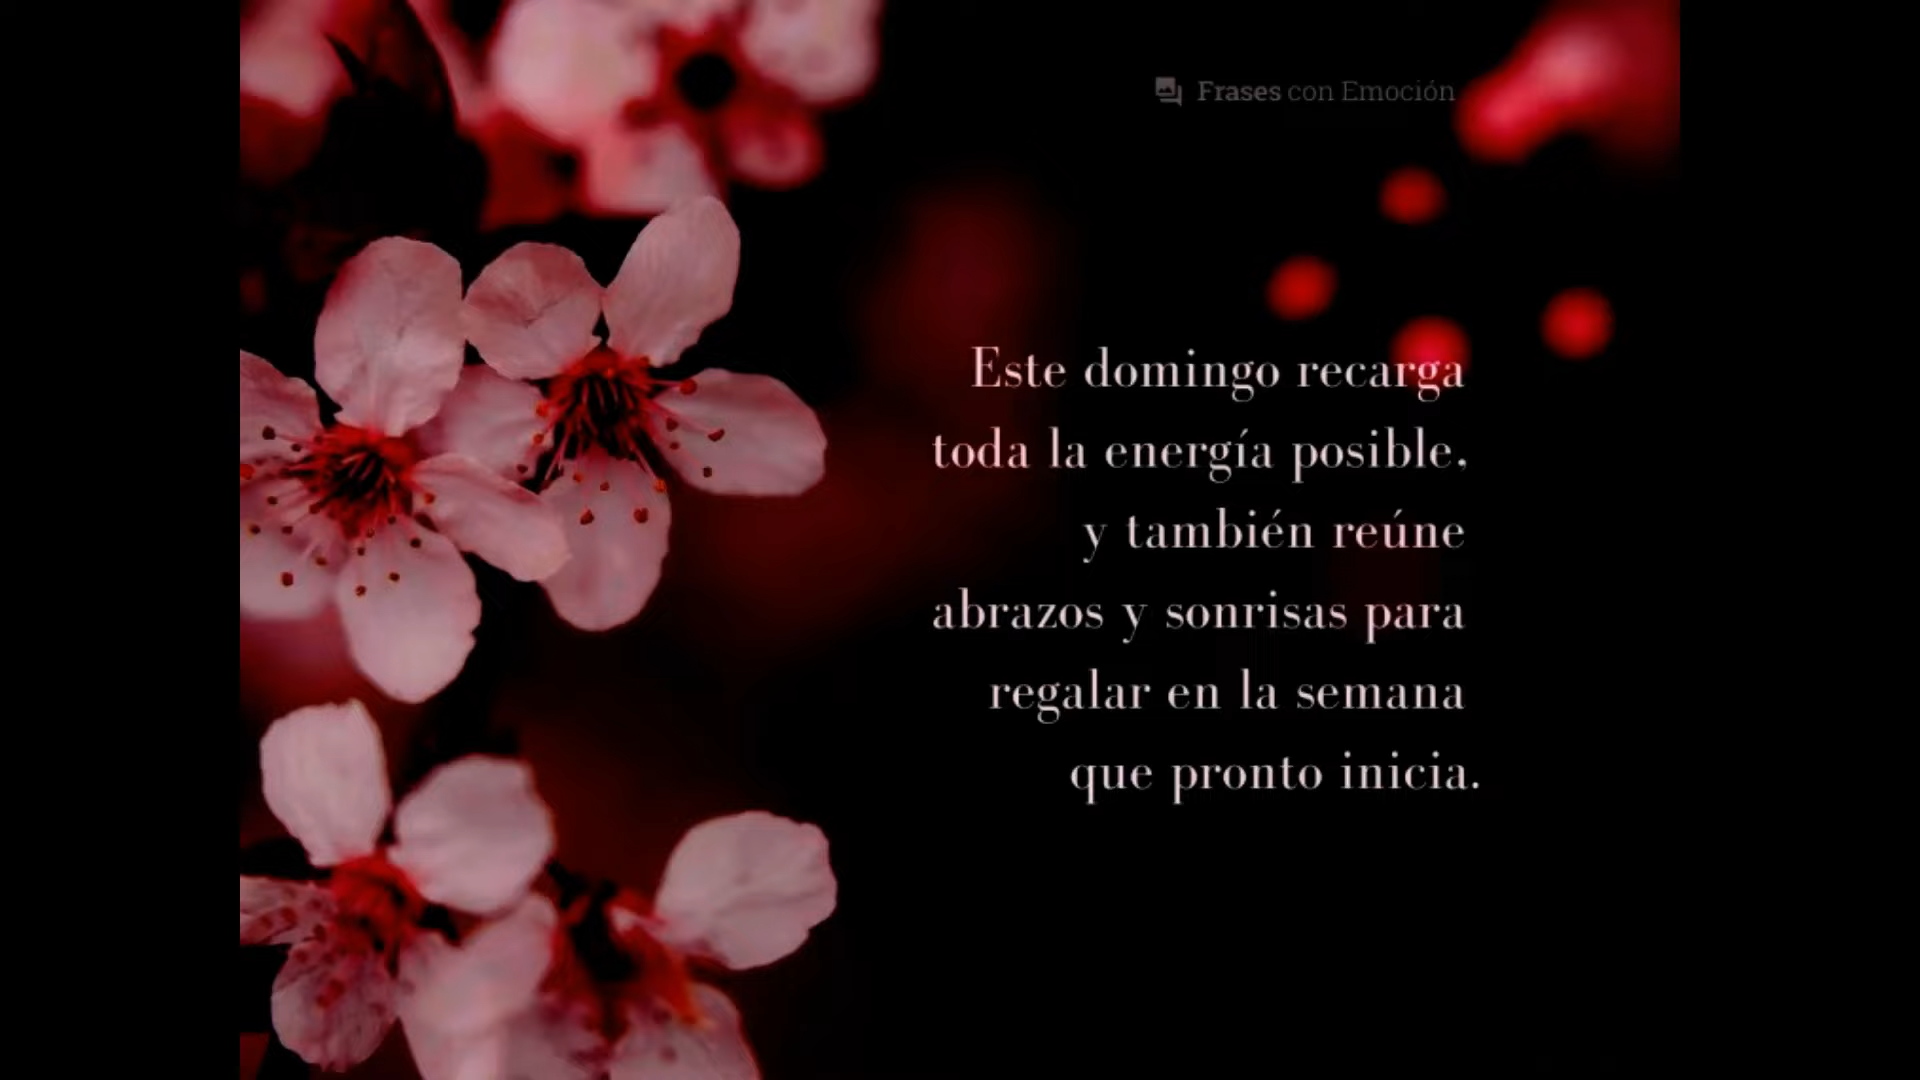 Frases con Emoción
Este domingo recarga
toda la energía posible,
y también reúne
abrazos y sonrisas para
regalar en la semana
que pronto inicia.